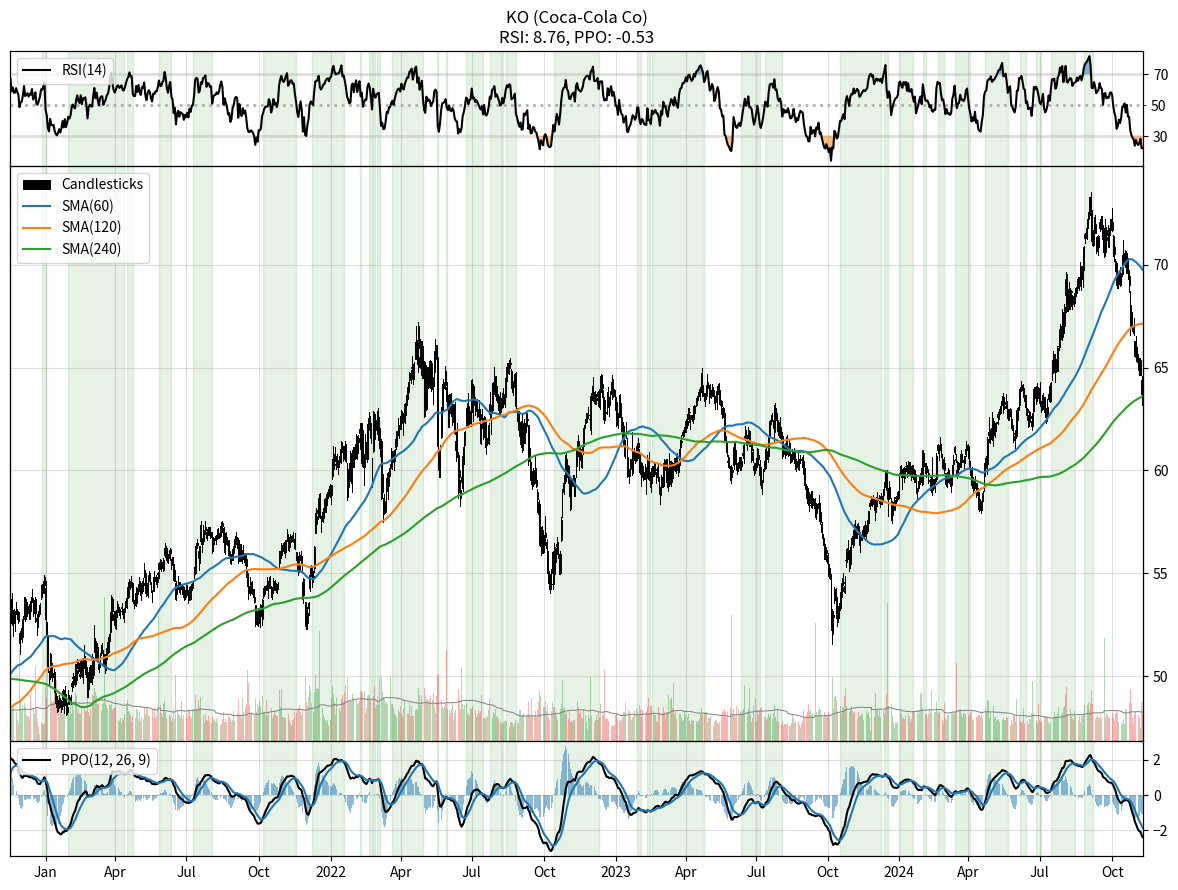 KO (Coca-Cola Co)
RSI: 8.76, PPO: -0.53
RSI(14)
70
50
30
Candlesticks
SMA(60)
SMA(120)
SMA(240)
70
65
60
55
50
PPO(12, 26, 9)
2
0
−2
Jan Apr Jul Oct 2022 Apr Jul Oct 2023 Apr Jul Oct 2024 Apr Jul Oct